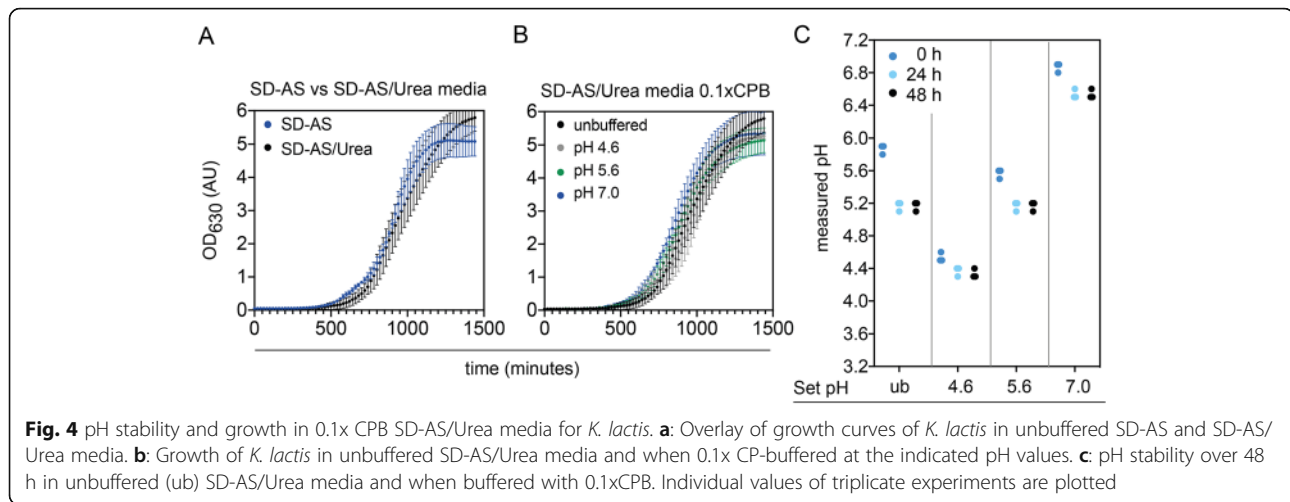 A
B
C
SD-AS vs SD-AS/Urea media
SD-AS/Urea media 0.1xCPB
OD630 (AU)
6
5
4
3
2
1
0
SD-AS
SD-AS/Urea
0 500 1000 1500
6
5
4
3
2
1
0
unbuffered
pH 4.6
pH 5.6
pH 7.0
0 500 1000 1500
time (minutes)
measured pH
7.2
6.8
6.4
6.0
5.6
5.2
4.8
4.4
4.0
3.6
3.2
0 h
24 h
48 h
Set pH ub 4.6 5.6 7.0
Fig. 4 pH stability and growth in 0.1x CPB SD-AS/Urea media for K. lactis. a: Overlay of growth curves of K. lactis in unbuffered SD-AS and SD-AS/
Urea media. b: Growth of K. lactis in unbuffered SD-AS/Urea media and when 0.1x CP-buffered at the indicated pH values. c: pH stability over 48
h in unbuffered (ub) SD-AS/Urea media and when buffered with 0.1xCPB. Individual values of triplicate experiments are plotted